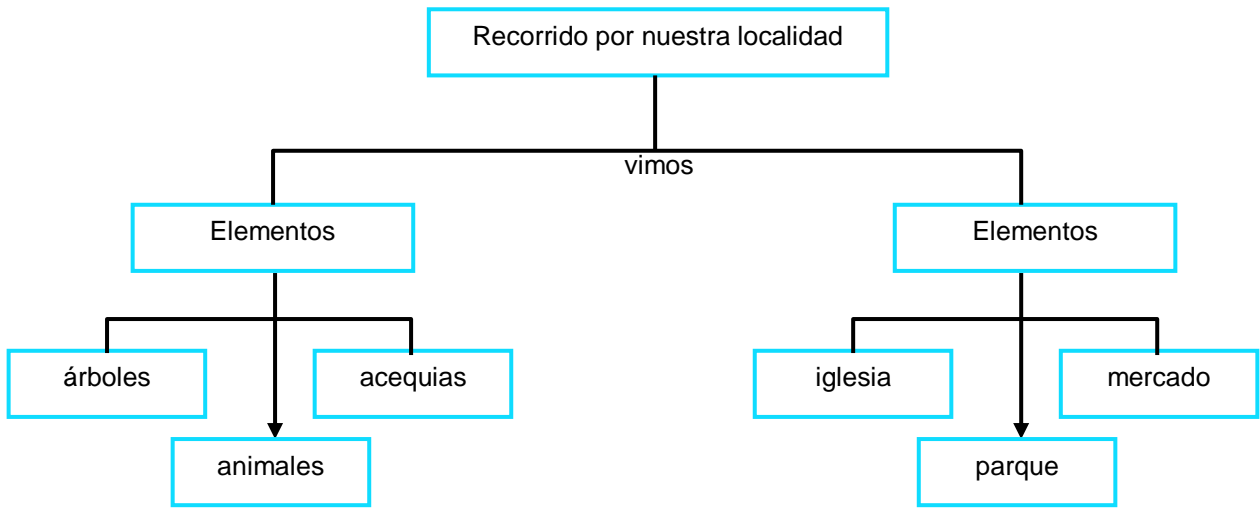 Recorrido por nuestra localidad
vimos
Elementos
Elementos
árboles
acequias
iglesia
mercado
animales
parque